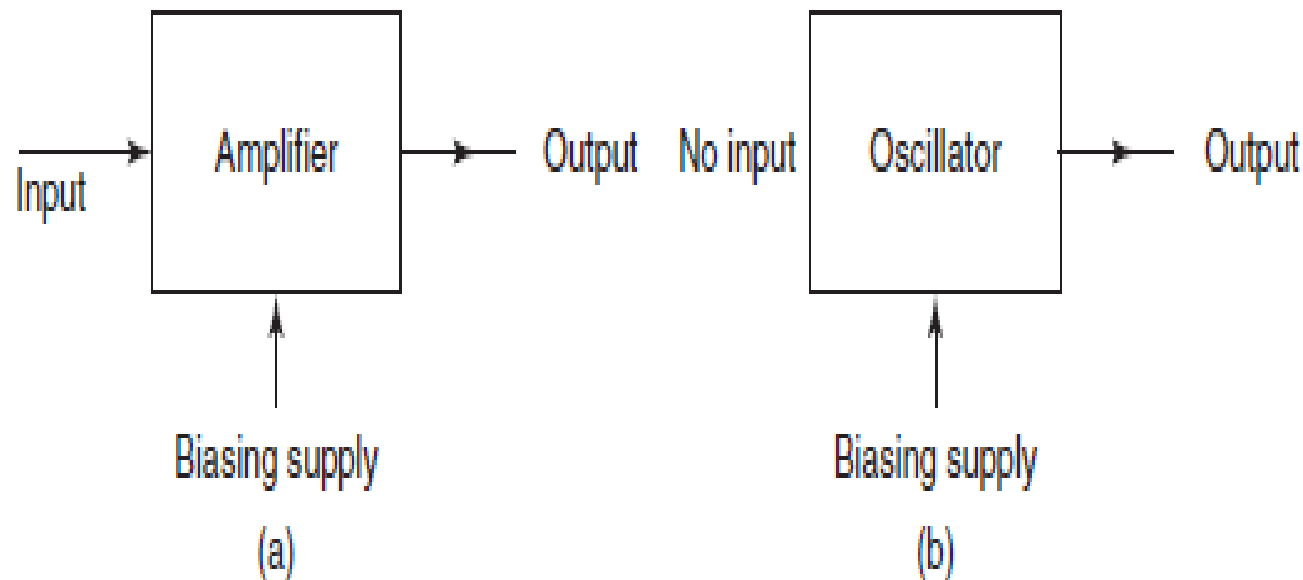 Input
Amplifier
Output
Biasing supply
(a)
No input
Oscillator
Output
Biasing supply
(b)